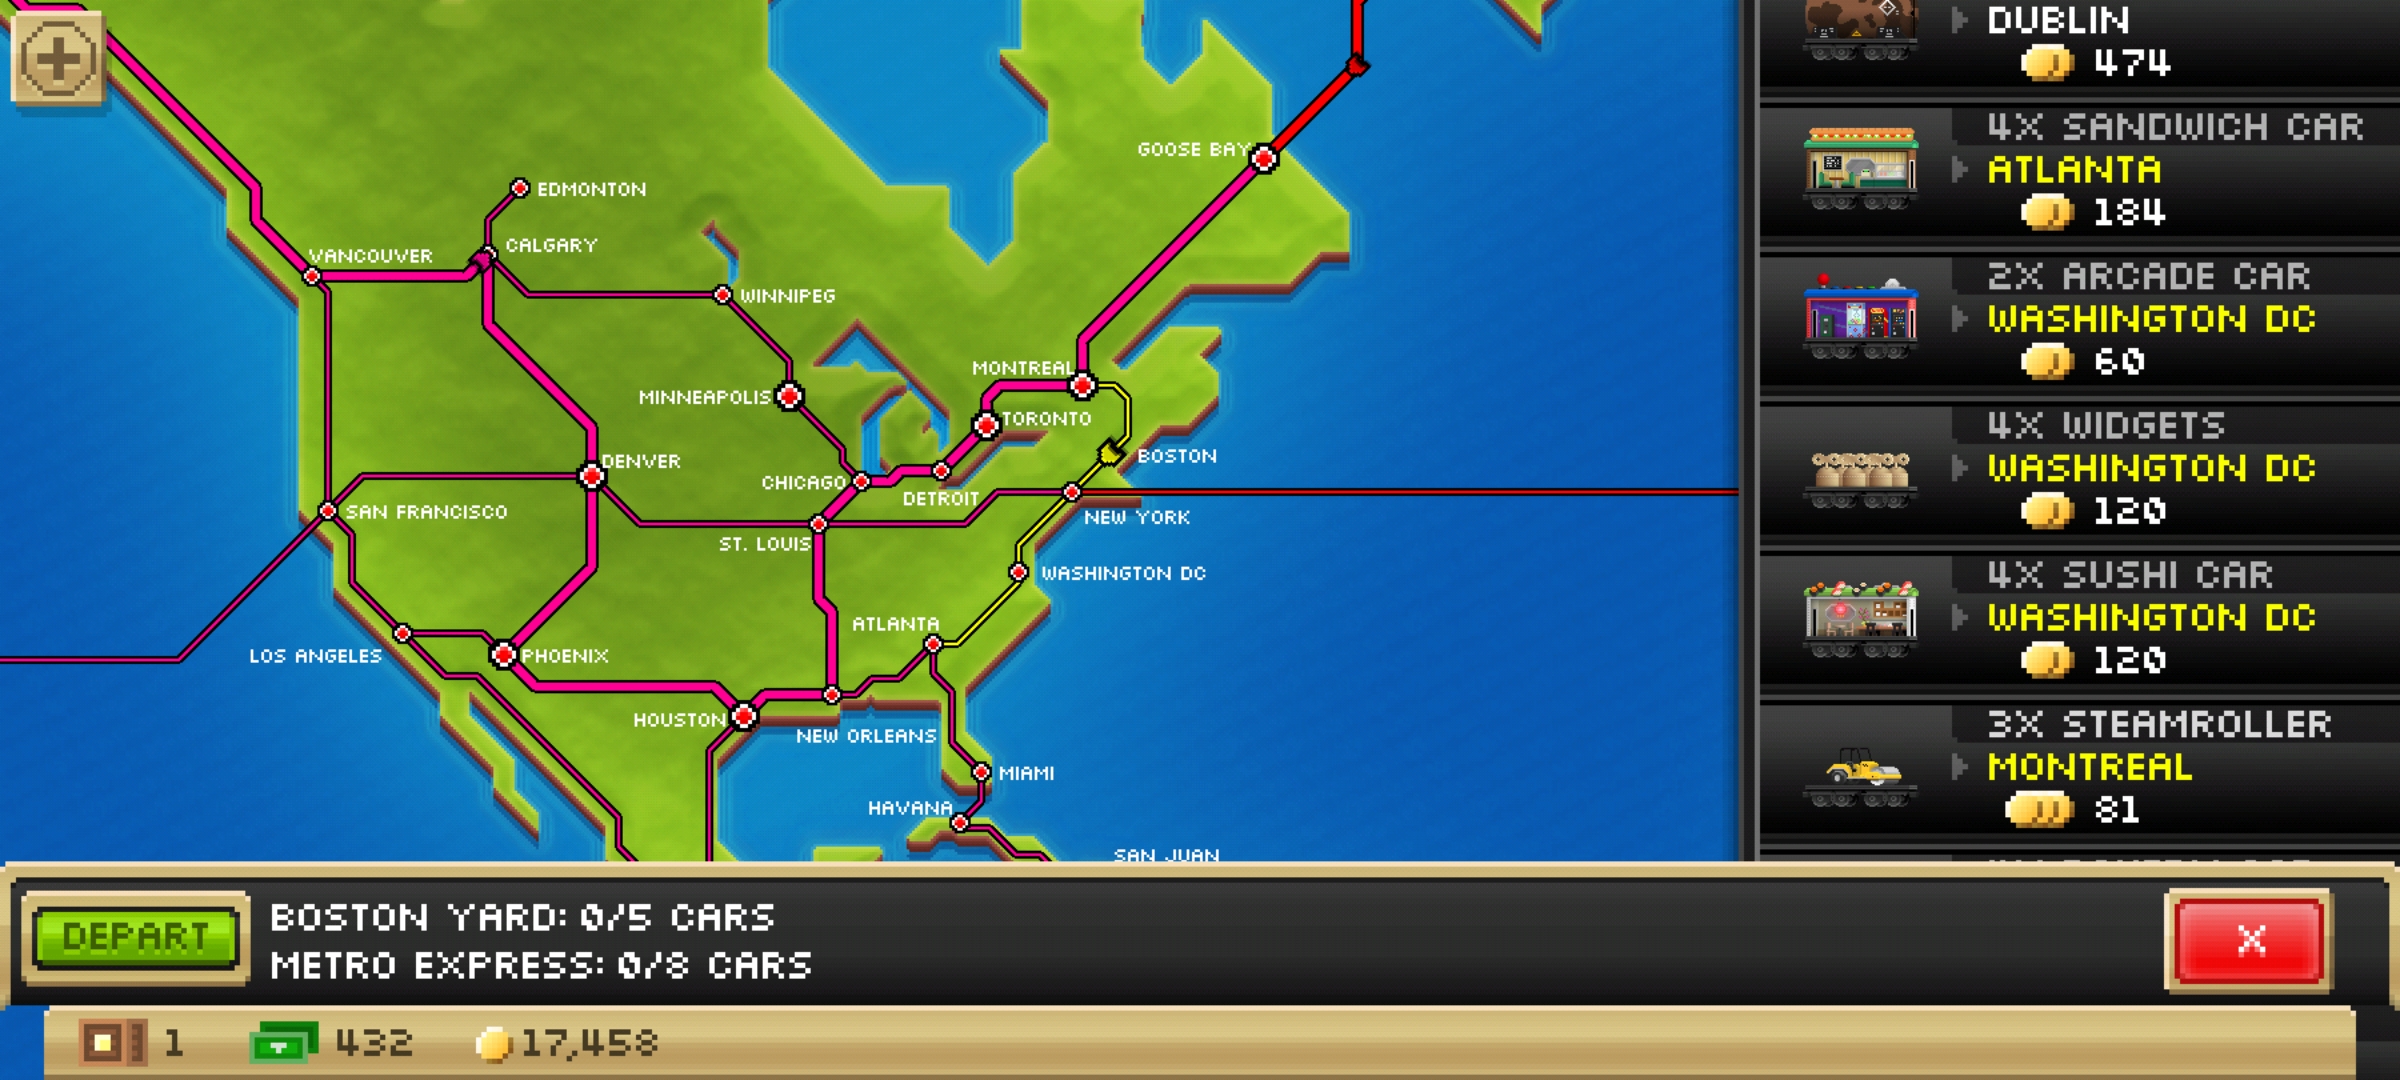 EDMONTON
CALGARY
VANCOUVER
WINNIPEG
GOOSE BAY
MONTREAL
MINNEAPOLIS
TORONTO
DENVER
BOSTON
CHICAGO
DETROIT
SAN FRANCISCO
NEW YORK
ST. LOUIS
WASHINGTON DC
ATLANTA
LOS ANGELES
PHOENIX
HOUSTON
NEW ORLEANS
MIAMI
HAVANA
SAN JUAN
DUBLIN
474
4X SANDWICH CAR
ATLANTA
184
2X ARCADE CAR
WASHINGTON DC
60
4X WIDGETS
WASHINGTON DC
120
4X SUSHI CAR
WASHINGTON DC
120
3X STEAMROLLER
MONTREAL
81
DEPART
BOSTON YARD: 0/5 CARS
METRO EXPRESS: 0/8 CARS
X
1
432
17,458